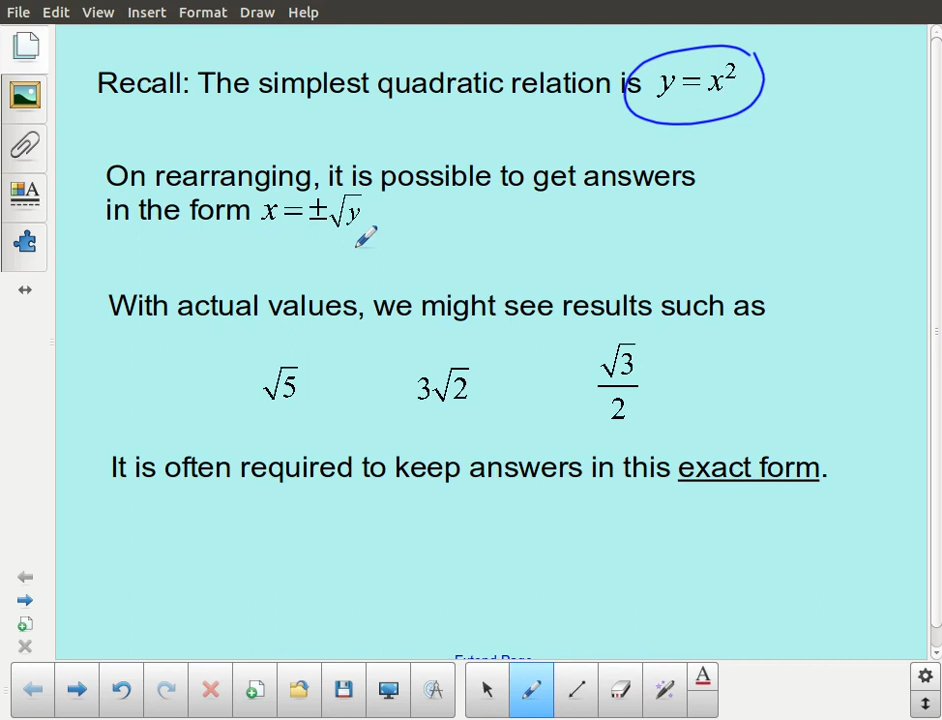 File Edit View Insert Format Draw Help
Recall: The simplest quadratic relation is y = x²
On rearranging, it is possible to get answers
in the form x = ±√y
With actual values, we might see results such as
√5 3√2 √3/2
It is often required to keep answers in this exact form.
Extend Page